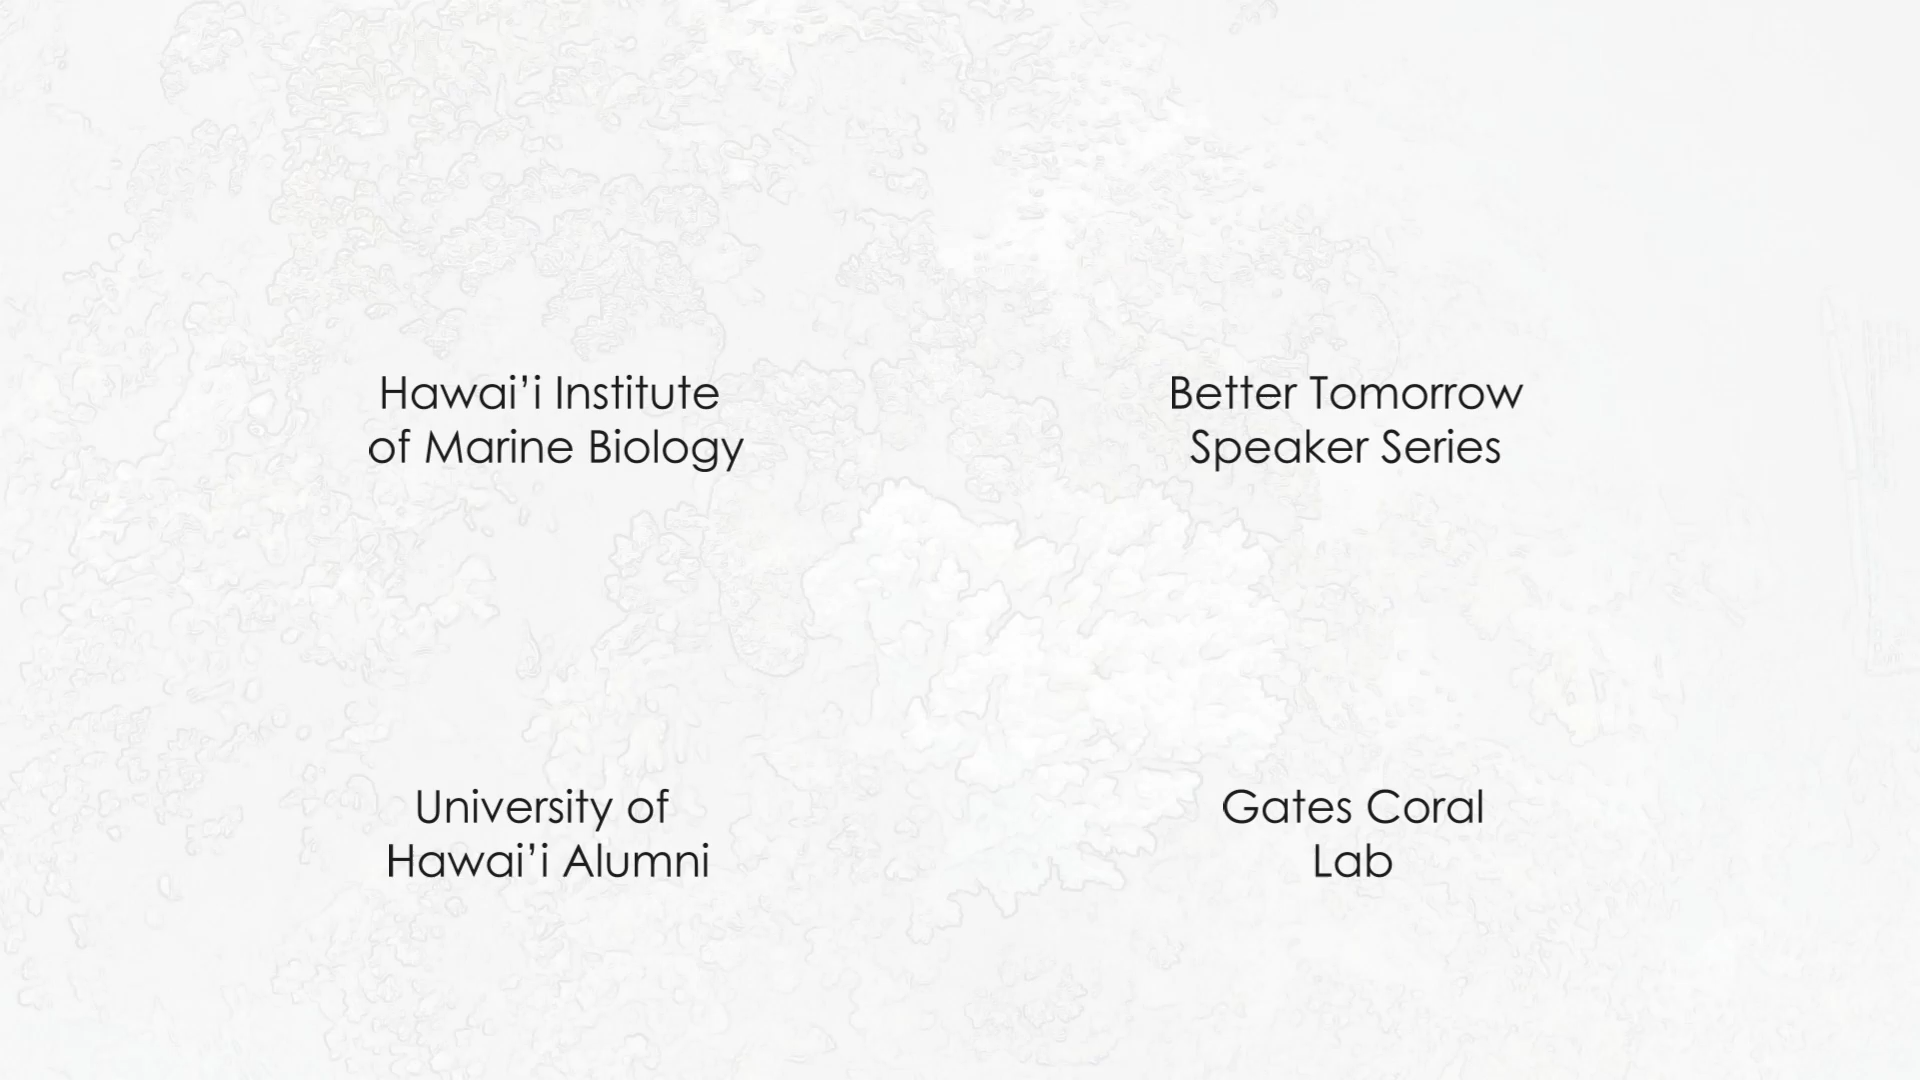 Hawai’i Institute
of Marine Biology
Better Tomorrow
Speaker Series
University of
Hawai’i Alumni
Gates Coral
Lab